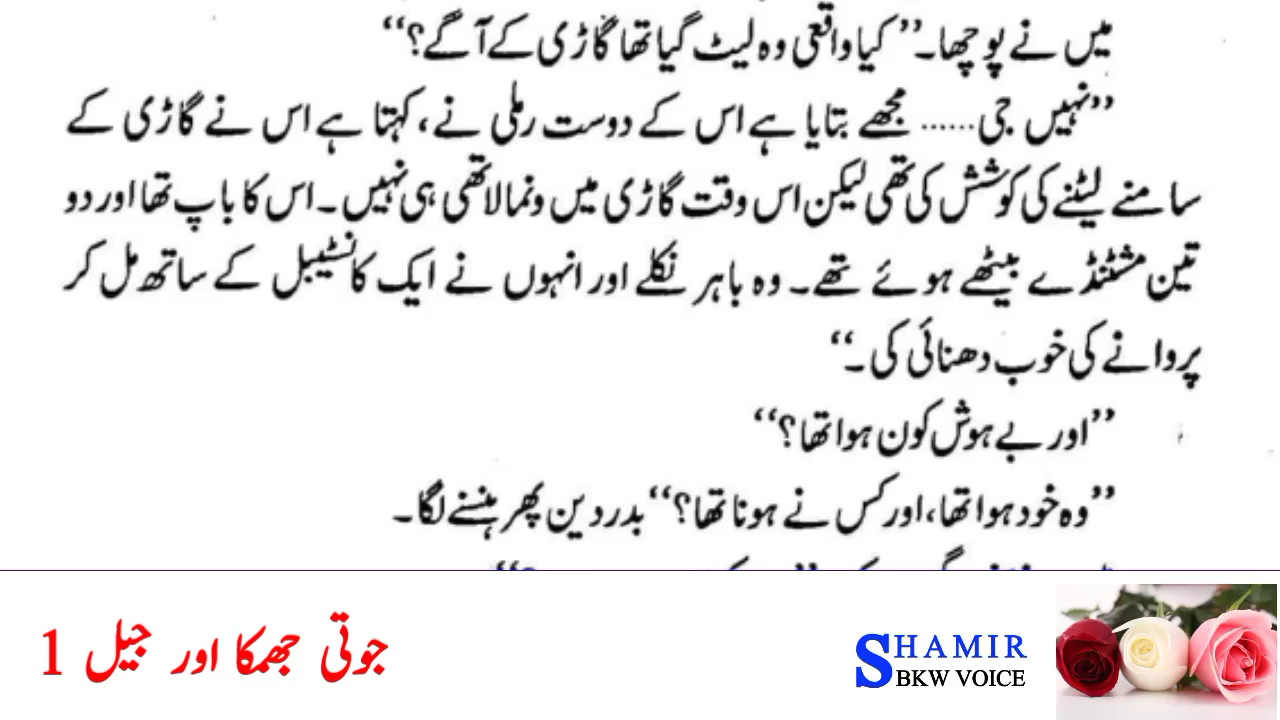 میں نے پوچھا۔ ’’کیا واقعی وہ لیٹ گیا تھا گاڑی کے آگے؟‘‘
’’نہیں جی...... مجھے بتایا ہے اس کے دوست رملی نے، کہتا ہے اس نے گاڑی کے
سامنے لیٹنے کی کوشش کی تھی لیکن اس وقت گاڑی میں ونمالا تھی ہی نہیں۔ اس کا باپ تھا اور دو
تین مشٹنڈے بیٹھے ہوئے تھے۔ وہ باہر نکلے اور انہوں نے ایک کانسٹیبل کے ساتھ مل کر
پروانے کی خوب دھنائی کی۔‘‘
’’اور بے ہوش کون ہوا تھا؟‘‘
’’وہ خود ہوا تھا، اور کس نے ہونا تھا؟‘‘ بدر دین پھر ہنسنے لگا۔
جوتی جھمکا اور جیل 1
SHAMIR
BKW VOICE